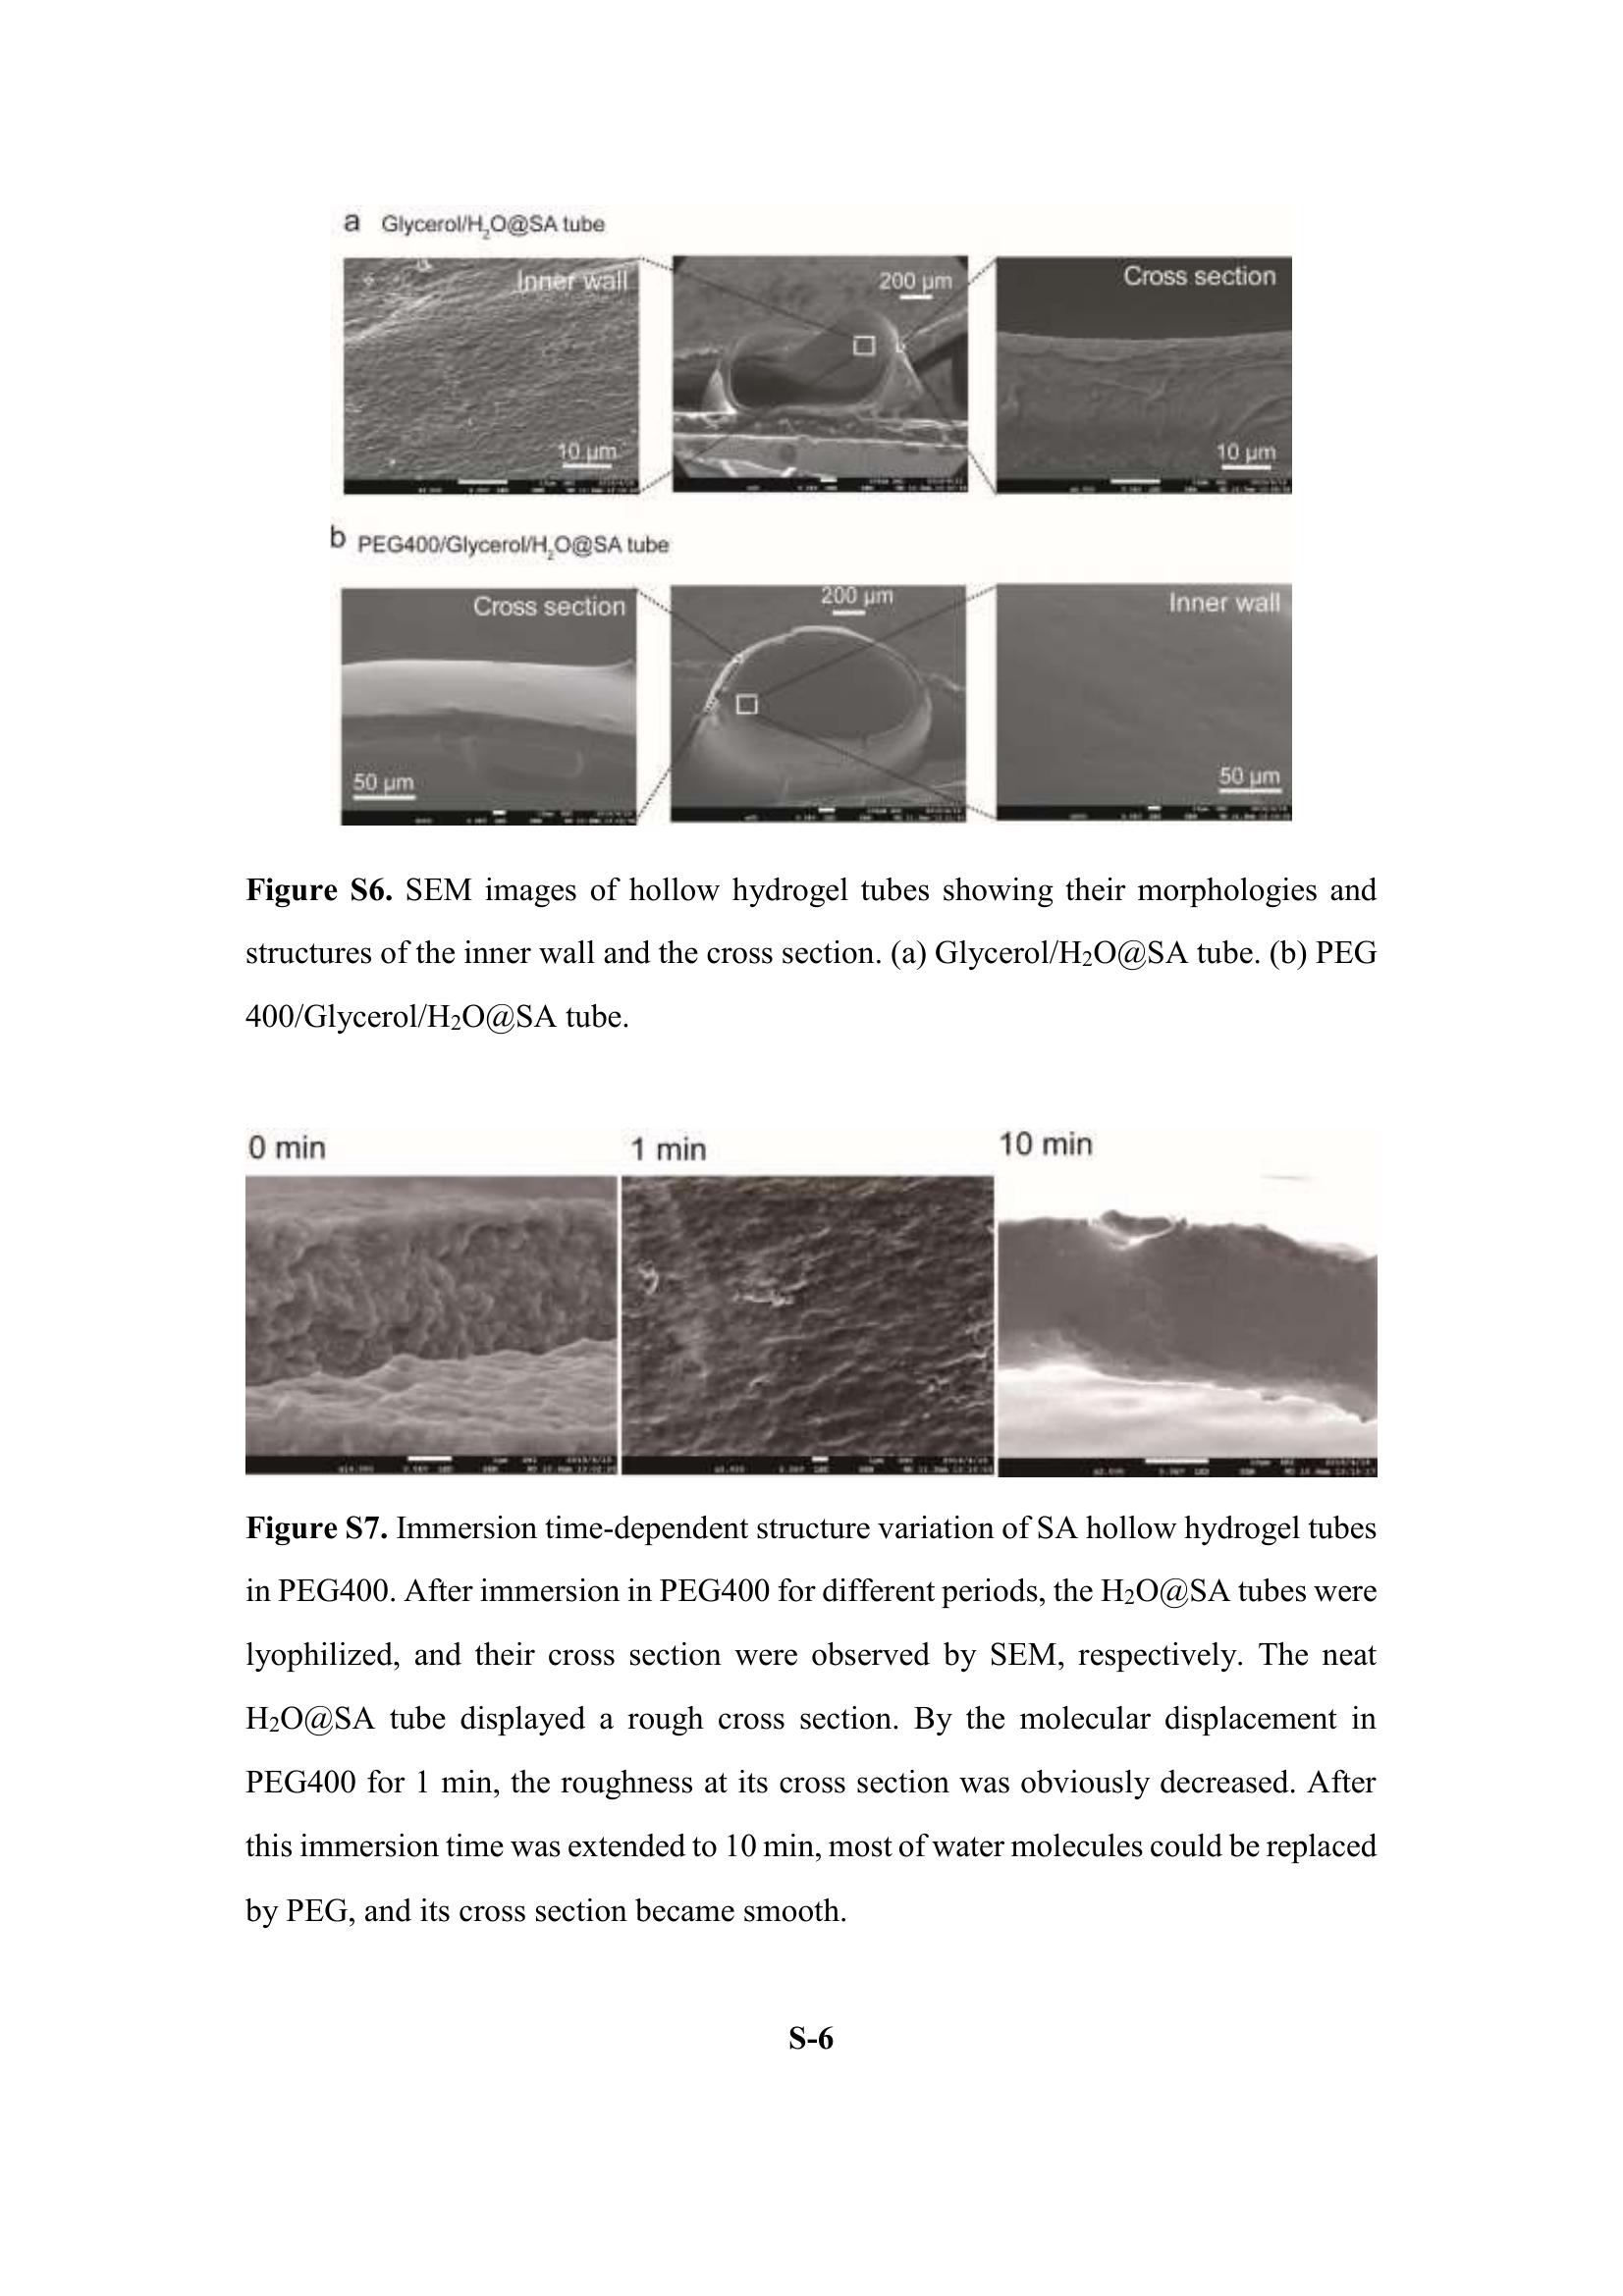 a Glycerol/H₂O@SA tube
Inner wall
10 µm
200 µm
Cross section
10 µm
b PEG400/Glycerol/H₂O@SA tube
Cross section
50 µm
200 µm
Inner wall
50 µm
Figure S6. SEM images of hollow hydrogel tubes showing their morphologies and
structures of the inner wall and the cross section. (a) Glycerol/H₂O@SA tube. (b) PEG
400/Glycerol/H₂O@SA tube.
0 min
1 min
10 min
Figure S7. Immersion time-dependent structure variation of SA hollow hydrogel tubes
in PEG400. After immersion in PEG400 for different periods, the H₂O@SA tubes were
lyophilized, and their cross section were observed by SEM, respectively. The neat
H₂O@SA tube displayed a rough cross section. By the molecular displacement in
PEG400 for 1 min, the roughness at its cross section was obviously decreased. After
this immersion time was extended to 10 min, most of water molecules could be replaced
by PEG, and its cross section became smooth.
S-6